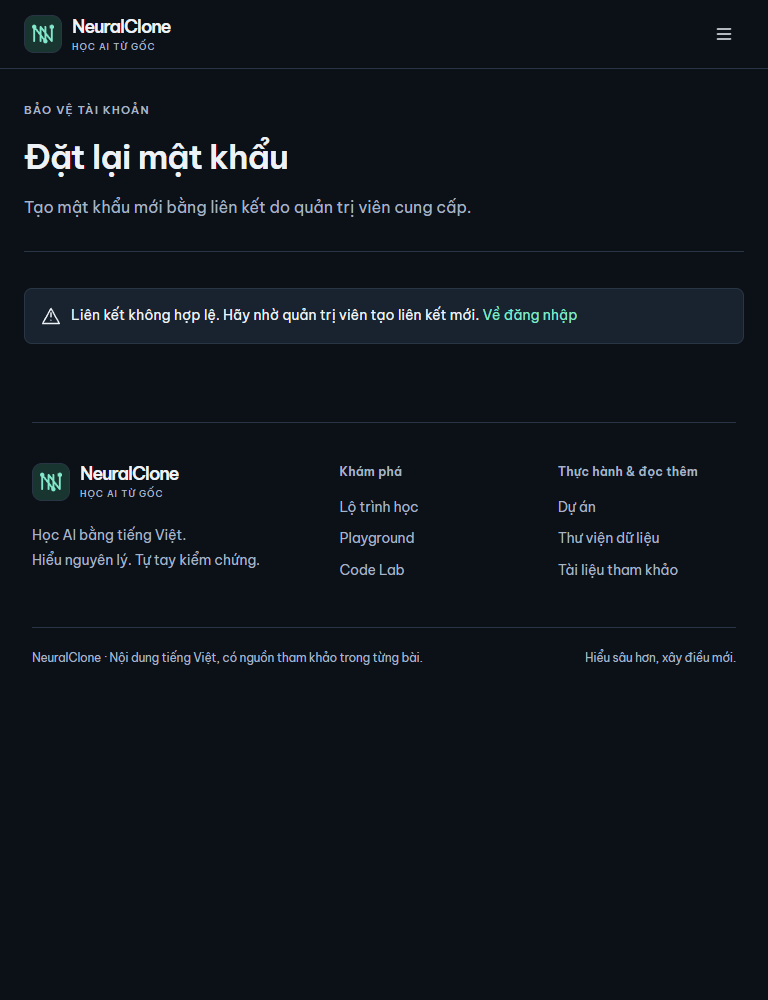 NeuralClone
HỌC AI TỪ GỐC
BẢO VỆ TÀI KHOẢN
Đặt lại mật khẩu
Tạo mật khẩu mới bằng liên kết do quản trị viên cung cấp.
Liên kết không hợp lệ. Hãy nhờ quản trị viên tạo liên kết mới. Về đăng nhập
NeuralClone
HỌC AI TỪ GỐC
Học AI bằng tiếng Việt.
Hiểu nguyên lý. Tự tay kiểm chứng.
Khám phá
Lộ trình học
Playground
Code Lab
Thực hành & đọc thêm
Dự án
Thư viện dữ liệu
Tài liệu tham khảo
NeuralClone · Nội dung tiếng Việt, có nguồn tham khảo trong từng bài.
Hiểu sâu hơn, xây điều mới.